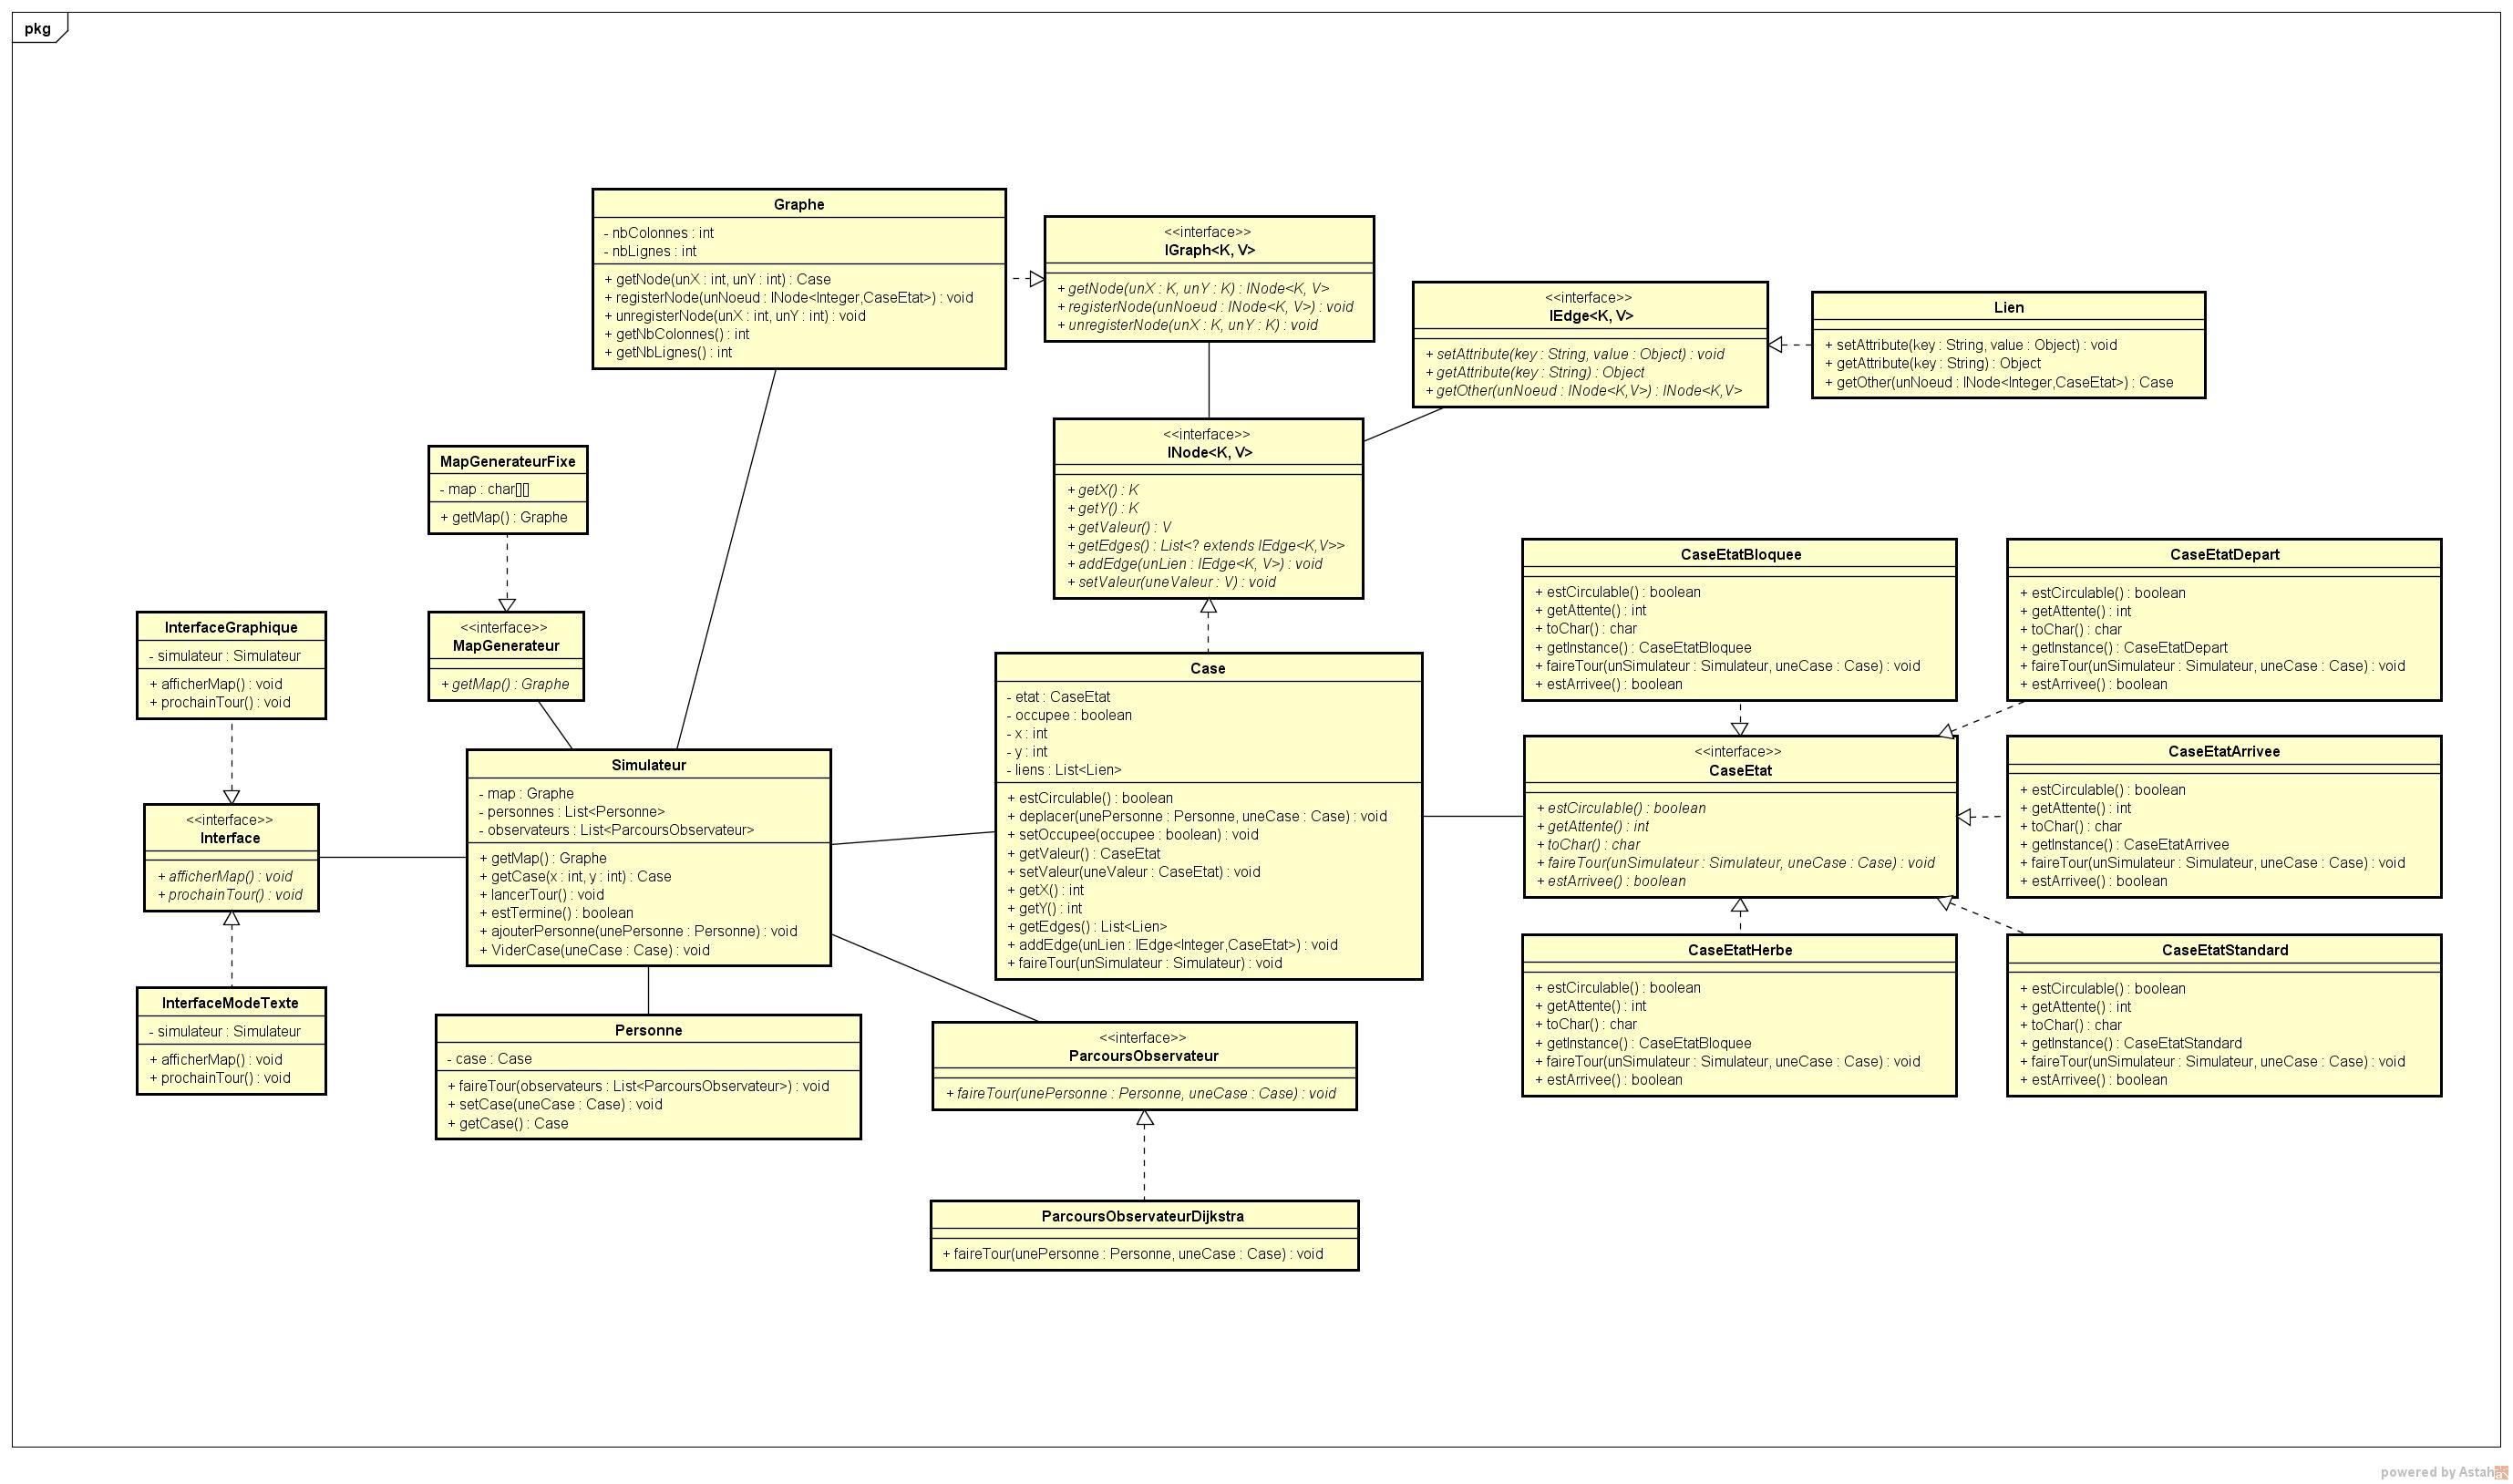 pkg
Graphe
- nbColonnes : int
- nbLignes : int
+ getNode(unX : int, unY : int) : Case
+ registerNode(unNoeud : INode<Integer,CaseEtat>) : void
+ unregisterNode(unX : int, unY : int) : void
+ getNbColonnes() : int
+ getNbLignes() : int
<<interface>>
IGraph<K, V>
+ getNode(unX : K, unY : K) : INode<K, V>
+ registerNode(unNoeud : INode<K, V>) : void
+ unregisterNode(unX : K, unY : K) : void
<<interface>>
IEdge<K, V>
+ setAttribute(key : String, value : Object) : void
+ getAttribute(key : String) : Object
+ getOther(unNoeud : INode<K,V>) : INode<K,V>
Lien
+ setAttribute(key : String, value : Object) : void
+ getAttribute(key : String) : Object
+ getOther(unNoeud : INode<Integer,CaseEtat>) : Case
MapGenerateurFixe
- map : char[][]
+ getMap() : Graphe
<<interface>>
INode<K, V>
+ getX() : K
+ getY() : K
+ getValeur() : V
+ getEdges() : List<? extends IEdge<K,V>>
+ addEdge(unLien : IEdge<K, V>) : void
+ setValeur(uneValeur : V) : void
CaseEtatBloquee
+ estCirculable() : boolean
+ getAttente() : int
+ toChar() : char
+ getInstance() : CaseEtatBloquee
+ faireTour(unSimulateur : Simulateur, uneCase : Case) : void
+ estArrivee() : boolean
CaseEtatDepart
+ estCirculable() : boolean
+ getAttente() : int
+ toChar() : char
+ getInstance() : CaseEtatDepart
+ faireTour(unSimulateur : Simulateur, uneCase : Case) : void
+ estArrivee() : boolean
InterfaceGraphique
- simulateur : Simulateur
+ afficherMap() : void
+ prochainTour() : void
<<interface>>
MapGenerateur
+ getMap() : Graphe
Case
- etat : CaseEtat
- occupee : boolean
- x : int
- y : int
- liens : List<Lien>
+ estCirculable() : boolean
+ deplacer(unePersonne : Personne, uneCase : Case) : void
+ setOccupee(occupee : boolean) : void
+ getValeur() : CaseEtat
+ setValeur(uneValeur : CaseEtat) : void
+ getX() : int
+ getY() : int
+ getEdges() : List<Lien>
+ addEdge(unLien : IEdge<Integer,CaseEtat>) : void
+ faireTour(unSimulateur : Simulateur) : void
<<interface>>
CaseEtat
+ estCirculable() : boolean
+ getAttente() : int
+ toChar() : char
+ faireTour(unSimulateur : Simulateur, uneCase : Case) : void
+ estArrivee() : boolean
CaseEtatArrivee
+ estCirculable() : boolean
+ getAttente() : int
+ toChar() : char
+ getInstance() : CaseEtatArrivee
+ faireTour(unSimulateur : Simulateur, uneCase : Case) : void
+ estArrivee() : boolean
Simulateur
- map : Graphe
- personnes : List<Personne>
- observateurs : List<ParcoursObservateur>
+ getMap() : Graphe
+ getCase(x : int, y : int) : Case
+ lancerTour() : void
+ estTermine() : boolean
+ ajouterPersonne(unePersonne : Personne) : void
+ ViderCase(uneCase : Case) : void
<<interface>>
Interface
+ afficherMap() : void
+ prochainTour() : void
CaseEtatHerbe
+ estCirculable() : boolean
+ getAttente() : int
+ toChar() : char
+ getInstance() : CaseEtatBloquee
+ faireTour(unSimulateur : Simulateur, uneCase : Case) : void
+ estArrivee() : boolean
CaseEtatStandard
+ estCirculable() : boolean
+ getAttente() : int
+ toChar() : char
+ getInstance() : CaseEtatStandard
+ faireTour(unSimulateur : Simulateur, uneCase : Case) : void
+ estArrivee() : boolean
InterfaceModeTexte
- simulateur : Simulateur
+ afficherMap() : void
+ prochainTour() : void
Personne
- case : Case
+ faireTour(observateurs : List<ParcoursObservateur>) : void
+ setCase(uneCase : Case) : void
+ getCase() : Case
<<interface>>
ParcoursObservateur
+ faireTour(unePersonne : Personne, uneCase : Case) : void
ParcoursObservateurDijkstra
+ faireTour(unePersonne : Personne, uneCase : Case) : void
powered by Astah